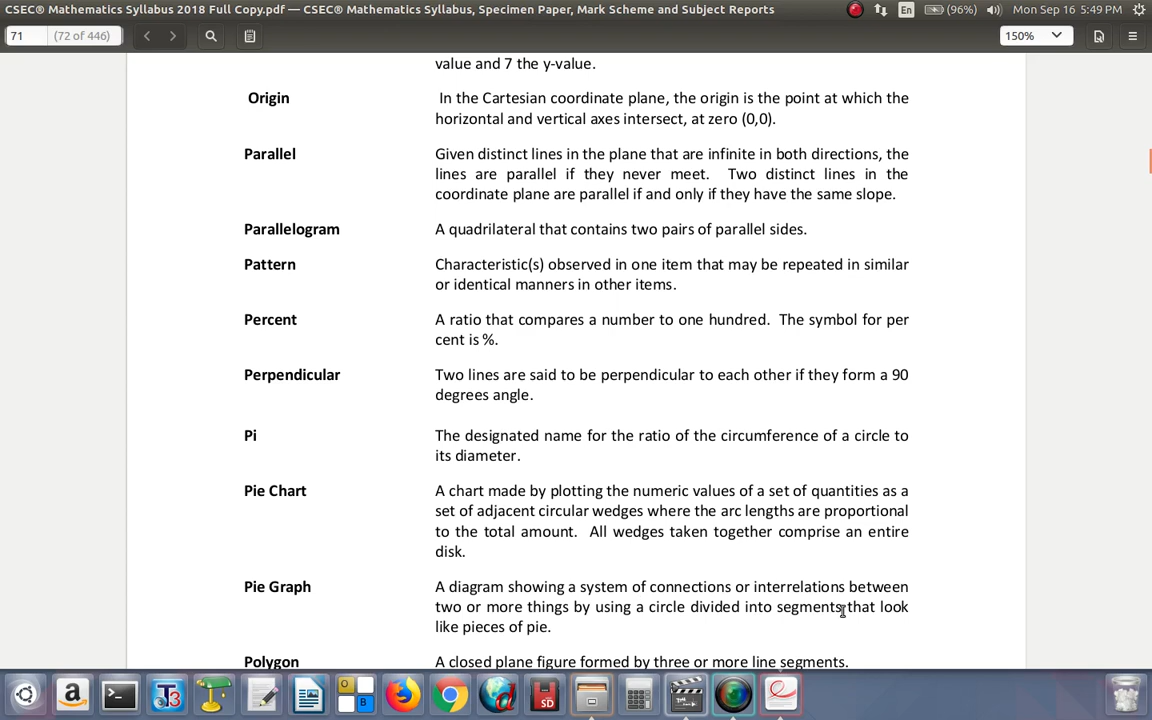 CSEC® Mathematics Syllabus 2018 Full Copy.pdf — CSEC® Mathematics Syllabus, Specimen Paper, Mark Scheme and Subject Reports
En (96%) Mon Sep 16 5:49 PM
71 (72 of 446) 150%
value and 7 the y-value.
Origin In the Cartesian coordinate plane, the origin is the point at which the
horizontal and vertical axes intersect, at zero (0,0).
Parallel Given distinct lines in the plane that are infinite in both directions, the
lines are parallel if they never meet. Two distinct lines in the
coordinate plane are parallel if and only if they have the same slope.
Parallelogram A quadrilateral that contains two pairs of parallel sides.
Pattern Characteristic(s) observed in one item that may be repeated in similar
or identical manners in other items.
Percent A ratio that compares a number to one hundred. The symbol for per
cent is %.
Perpendicular Two lines are said to be perpendicular to each other if they form a 90
degrees angle.
Pi The designated name for the ratio of the circumference of a circle to
its diameter.
Pie Chart A chart made by plotting the numeric values of a set of quantities as a
set of adjacent circular wedges where the arc lengths are proportional
to the total amount. All wedges taken together comprise an entire
disk.
Pie Graph A diagram showing a system of connections or interrelations between
two or more things by using a circle divided into segments that look
like pieces of pie.
Polygon A closed plane figure formed by three or more line segments.